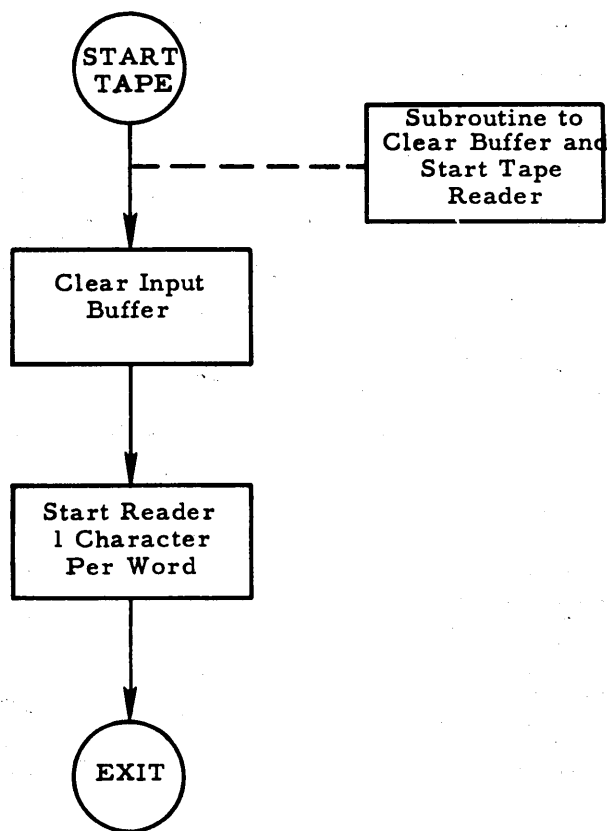 START
TAPE
Subroutine to
Clear Buffer and
Start Tape
Reader
Clear Input
Buffer
Start Reader
1 Character
Per Word
EXIT